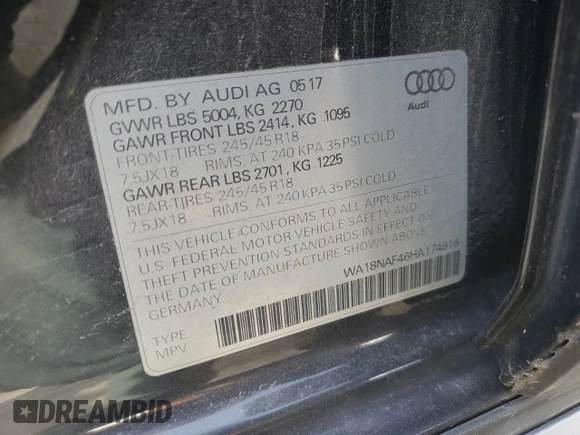 MFD. BY AUDI AG 05 17
GVWR LBS 5004, KG 2270
GAWR FRONT LBS 2414, KG 1095
FRONT-TIRES 245/45 R18
7,5JX18 RIMS, AT 240 KPA 35 PSI COLD
GAWR REAR LBS 2701, KG 1225
REAR-TIRES 245/45 R18
7,5JX18 RIMS, AT 240 KPA 35 PSI COLD
THIS VEHICLE CONFORMS TO ALL APPLICABLE
U.S. FEDERAL MOTOR VEHICLE SAFETY AND
THEFT PREVENTION STANDARDS IN EFFECT ON
THE DATE OF MANUFACTURE SHOWN ABOVE.
GERMANY
WA18NAF46HA174916
TYPE
MPV
Audi
DREAMBID